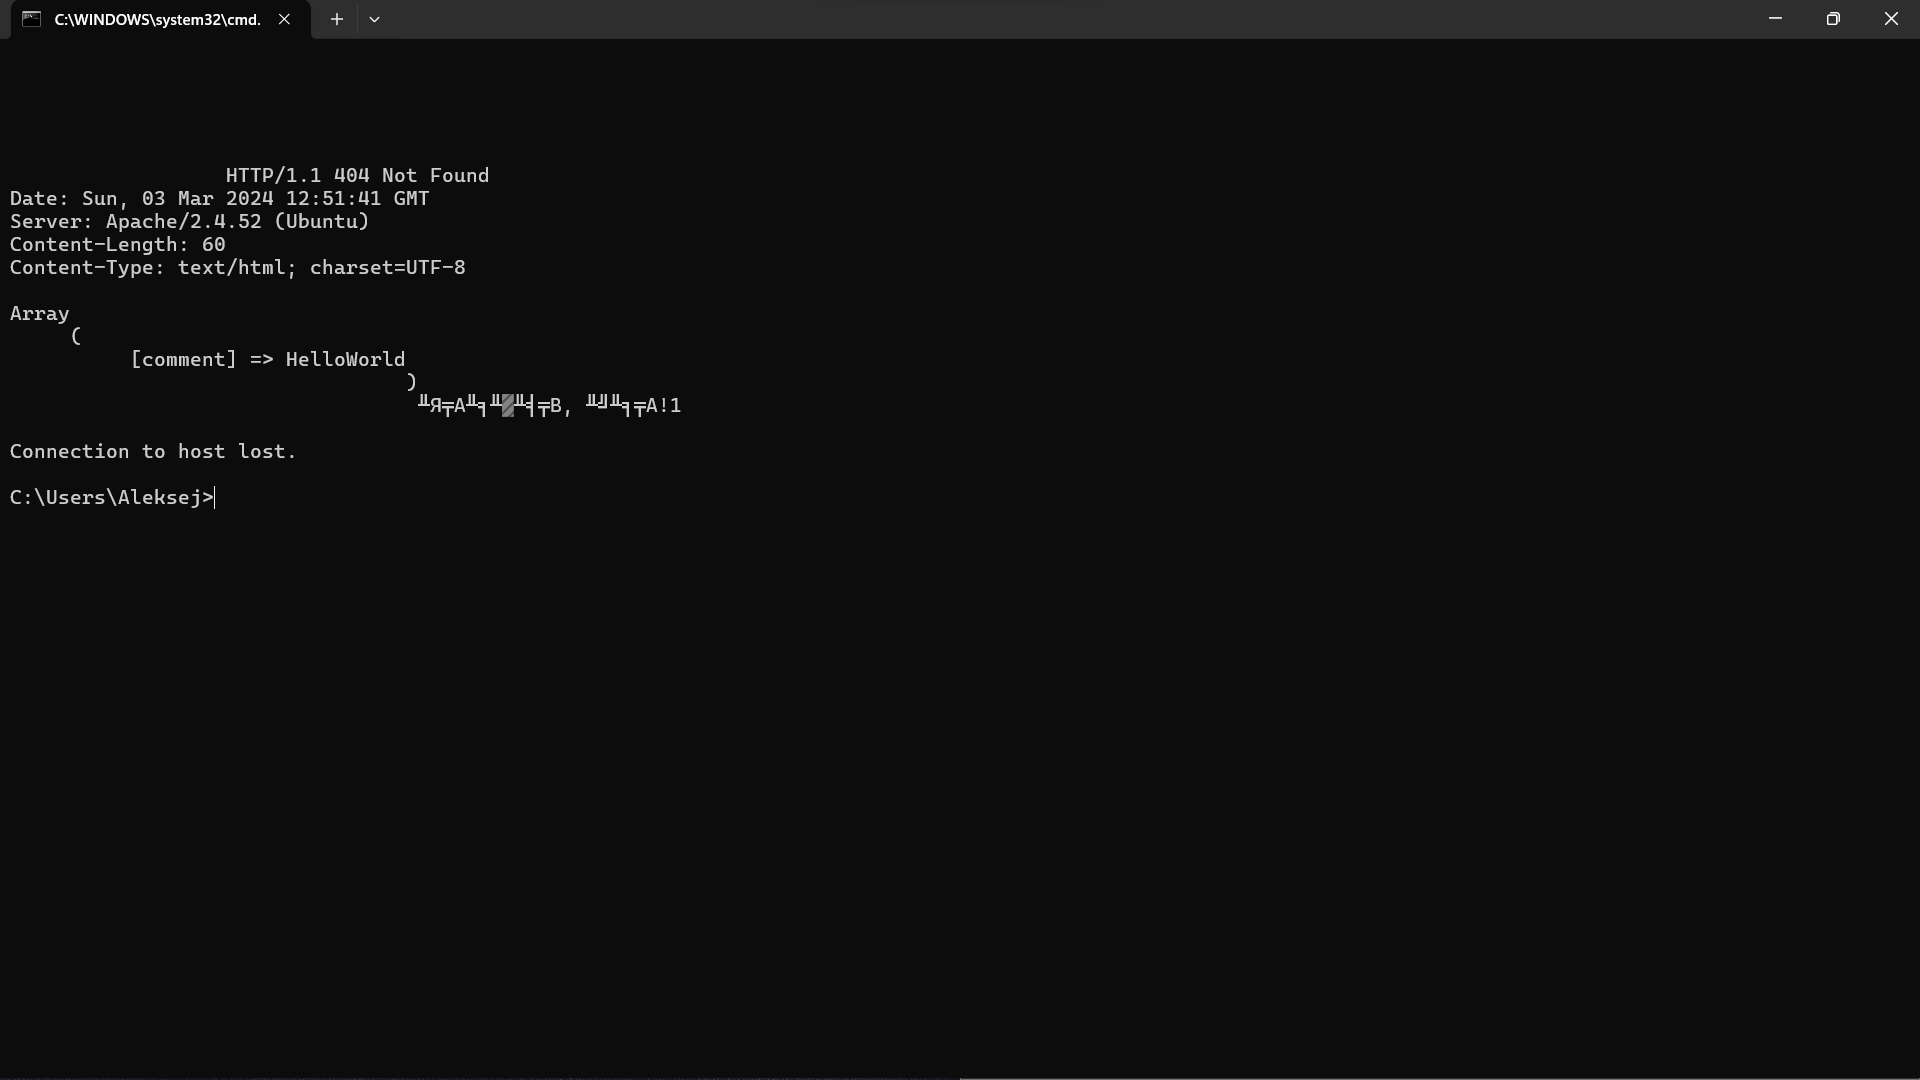 C:\WINDOWS\system32\cmd.
HTTP/1.1 404 Not Found
Date: Sun, 03 Mar 2024 12:51:41 GMT
Server: Apache/2.4.52 (Ubuntu)
Content-Length: 60
Content-Type: text/html; charset=UTF-8
Array
(
[comment] => HelloWorld
)
╨Я╤А╨╕╨▓╨╡╤В, ╨╝╨╕╤А!1
Connection to host lost.
C:\Users\Aleksej>